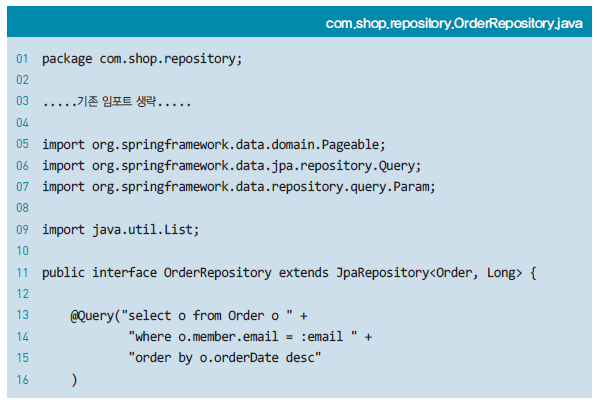 com.shop.repository.OrderRepository.java
01 package com.shop.repository;
02
03 .....기존 임포트 생략.....
04
05 import org.springframework.data.domain.Pageable;
06 import org.springframework.data.jpa.repository.Query;
07 import org.springframework.data.repository.query.Param;
08
09 import java.util.List;
10
11 public interface OrderRepository extends JpaRepository<Order, Long> {
12
13     @Query("select o from Order o " +
14             "where o.member.email = :email " +
15             "order by o.orderDate desc"
16     )